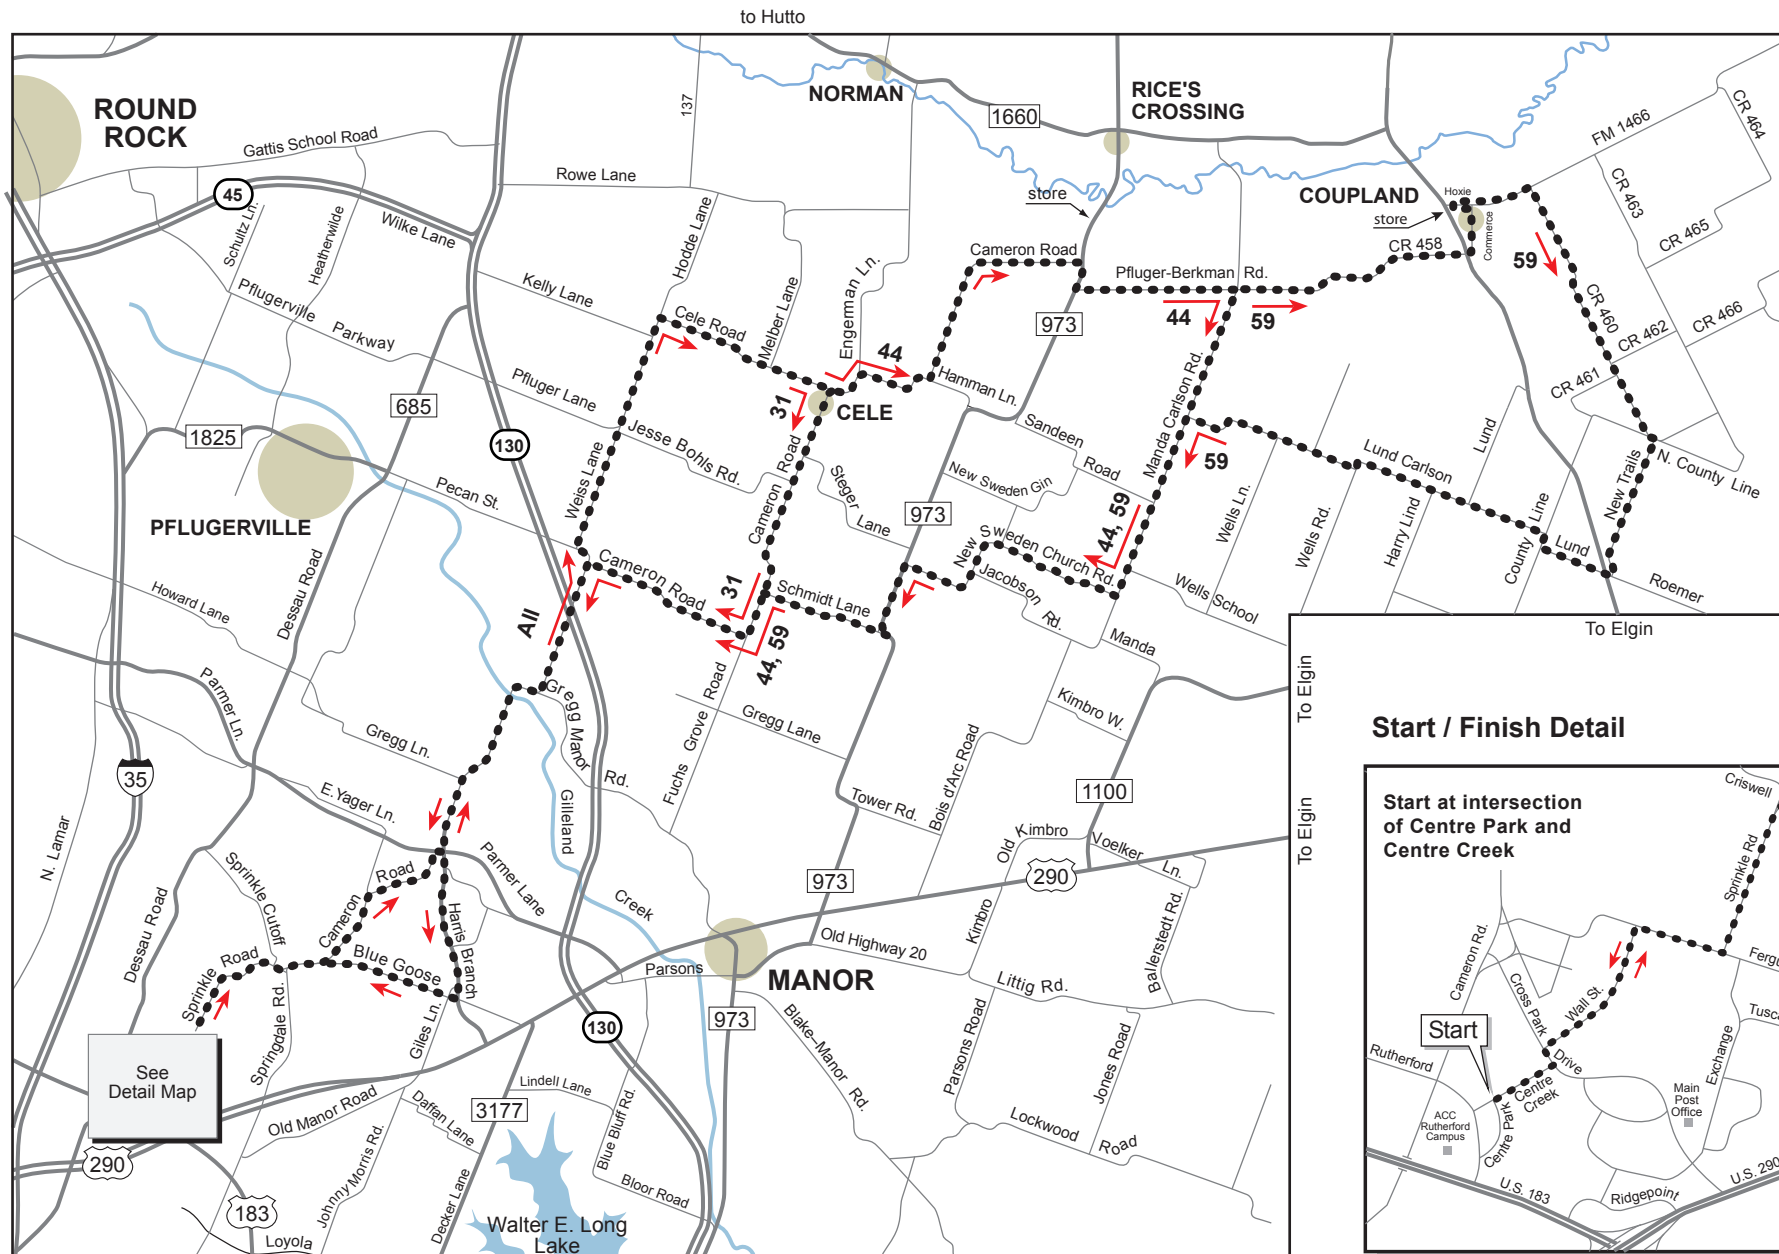 to Hutto
ROUND
ROCK
Gattis School Road
45
Schultz Ln.
Heatherwilde
Wilke Lane
Pflugerville
Parkway
137
Rowe Lane
NORMAN
1660
RICE'S
CROSSING
store
COUPLAND
store
Hoxie
Commerce
FM 1466
CR 464
CR 463
CR 465
CR 458
59
CR 460
CR 462
CR 466
CR 461
Kelly Lane
Hodde Lane
Cele Road
Melber Lane
Engerman Ln.
Cameron Road
Pfluger-Berkman Rd.
44
59
973
44
Hamman Ln.
CELE
31
Pfluger Lane
Jesse Bohls Rd.
Weiss Lane
Cameron Road
Steger
Lane
Sandeen
Road
New Sweden Gin
973
Manda Carlson Rd.
59
44, 59
Wells Ln.
Wells Rd.
Harry Lind
Lund Carlson
Lund
County Line
Lund
New Trails
N. County Line
Roemer
685
1825
130
Pecan St.
PFLUGERVILLE
Dessau Road
Howard Lane
Cameron Road
31
44, 59
Schmidt Lane
New Sweden Church Rd.
Jacobson
Rd.
Wells School
Manda
All
Gregg Manor
Rd.
Fuchs Grove Road
Gregg Lane
Kimbro W.
Bois d'Arc Road
Tower Rd.
1100
Parmer Ln.
Gregg Ln.
35
E.Yager Ln.
N. Lamar
Gilleland
Creek
Parmer Lane
Sprinkle Cutoff
Cameron
Road
Harris Branch
Blue Goose
Dessau Road
Sprinkle
Road
Springdale Rd.
Giles Ln.
973
290
Old Kimbro
Voelker
Ln.
Kimbro
Ballerstedt Rd.
Old Highway 20
Littig Rd.
Parsons
MANOR
973
130
Blake–Manor Rd.
Parsons Road
Jones Road
Lockwood
Road
See
Detail Map
290
183
Old Manor Road
Johnny Morris Rd.
Daffan Lane
3177
Decker Lane
Lindell Lane
Blue Bluff Rd.
Bloor Road
Loyola
Walter E. Long
Lake
To Elgin
To Elgin
To Elgin
Start / Finish Detail
Start at intersection
of Centre Park and
Centre Creek
Criswell
Sprinkle Rd
Cameron Rd.
Cross Park
Drive
Wall St.
Start
Rutherford
Centre
Creek
Centre Park
ACC
Rutherford
Campus
Main
Post
Office
Exchange
Ridgepoint
U.S. 183
U.S. 290